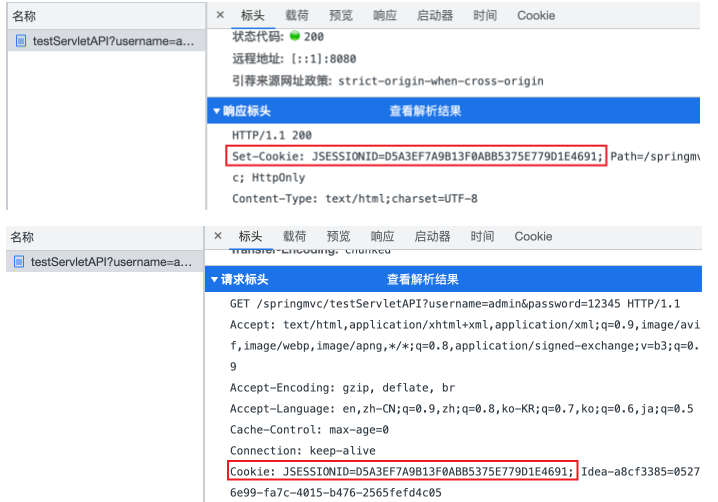 名称
× 标头 载荷 预览 响应 启动器 时间 Cookie
testServletAPI?username=a...
状态代码: 200
远程地址: [::1]:8080
引荐来源网址政策: strict-origin-when-cross-origin
响应标头 查看解析结果
HTTP/1.1 200
Set-Cookie: JSESSIONID=D5A3EF7A9B13F0ABB5375E779D1E4691; Path=/springmv
c; HttpOnly
Content-Type: text/html;charset=UTF-8
名称
× 标头 载荷 预览 响应 启动器 时间 Cookie
testServletAPI?username=a...
Transfer-Encoding: chunked
请求标头 查看解析结果
GET /springmvc/testServletAPI?username=admin&password=12345 HTTP/1.1
Accept: text/html,application/xhtml+xml,application/xml;q=0.9,image/avi
f,image/webp,image/apng,*/*;q=0.8,application/signed-exchange;v=b3;q=0.
9
Accept-Encoding: gzip, deflate, br
Accept-Language: en,zh-CN;q=0.9,zh;q=0.8,ko-KR;q=0.7,ko;q=0.6,ja;q=0.5
Cache-Control: max-age=0
Connection: keep-alive
Cookie: JSESSIONID=D5A3EF7A9B13F0ABB5375E779D1E4691; Idea-a8cf3385=0527
6e99-fa7c-4015-b476-2565fefd4c05